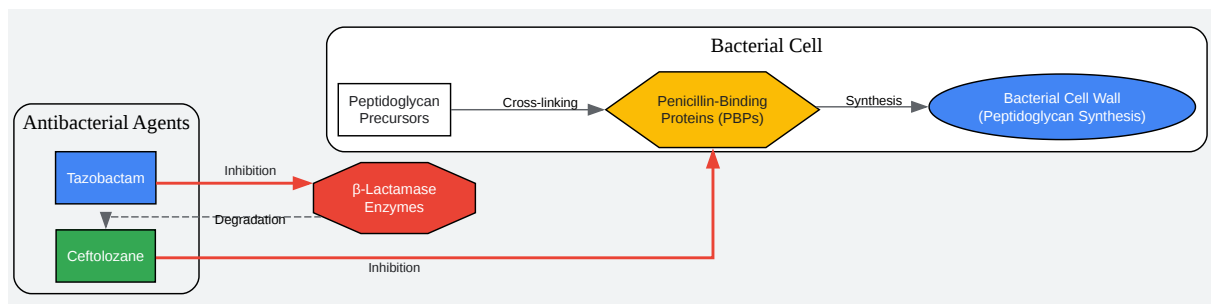 Bacterial Cell
Peptidoglycan
Precursors
Cross-linking
Penicillin-Binding
Proteins (PBPs)
Synthesis
Bacterial Cell Wall
(Peptidoglycan Synthesis)
Antibacterial Agents
Tazobactam
Inhibition
β-Lactamase
Enzymes
Degradation
Ceftolozane
Inhibition